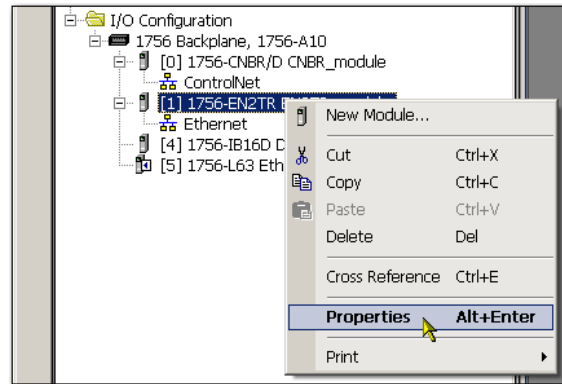 I/O Configuration
1756 Backplane, 1756-A10
[0] 1756-CNBR/D CNBR_module
ControlNet
[1] 1756-EN2TR
Ethernet
[4] 1756-IB16D D
[5] 1756-L63 Eth
New Module...
Cut Ctrl+X
Copy Ctrl+C
Paste Ctrl+V
Delete Del
Cross Reference Ctrl+E
Properties Alt+Enter
Print